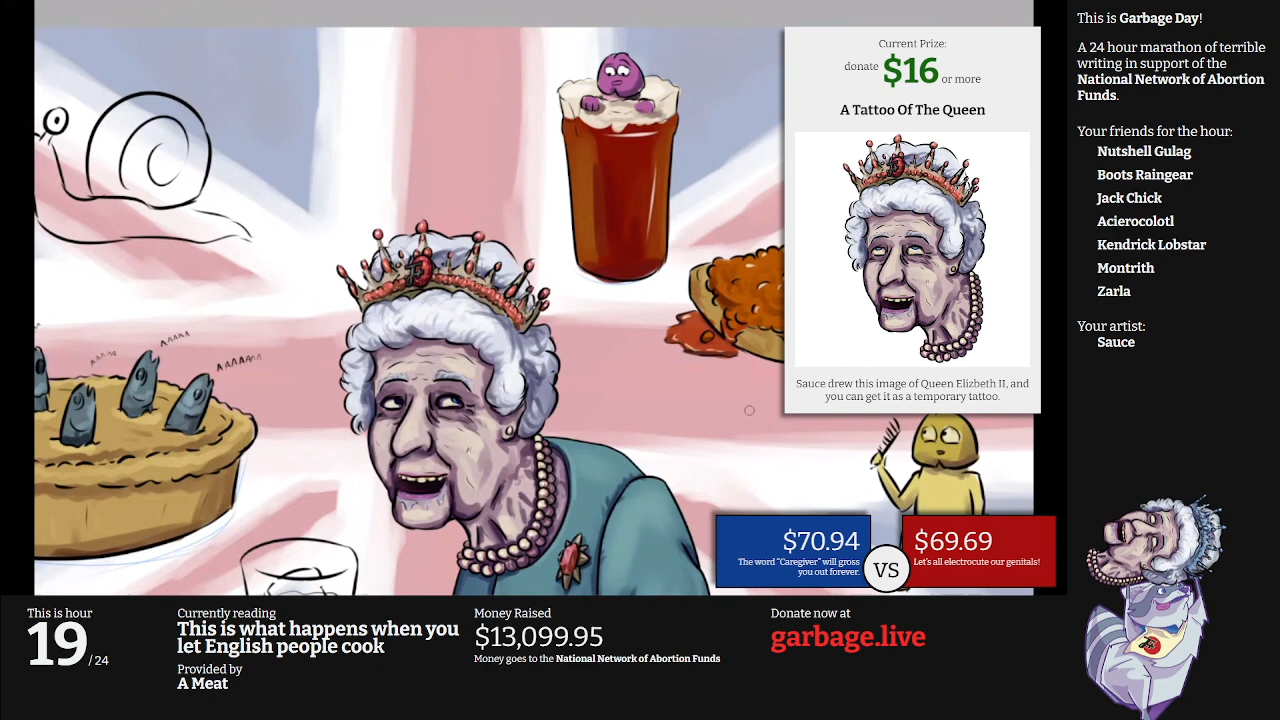 This is Garbage Day!
A 24 hour marathon of terrible
writing in support of the
National Network of Abortion
Funds.
Your friends for the hour:
Nutshell Gulag
Boots Raingear
Jack Chick
Acierocolotl
Kendrick Lobstar
Montrith
Zarla
Your artist:
Sauce
Current Prize:
donate $16 or more
A Tattoo Of The Queen
Sauce drew this image of Queen Elizbeth II, and
you can get it as a temporary tattoo.
AAAA
AAAA
AAAAAA
$70.94
The word "Caregiver" will gross
you out forever.
VS
$69.69
Let's all electrocute our genitals!
This is hour
19/24
Currently reading
This is what happens when you
let English people cook
Provided by
A Meat
Money Raised
$13,099.95
Money goes to the National Network of Abortion Funds
Donate now at
garbage.live